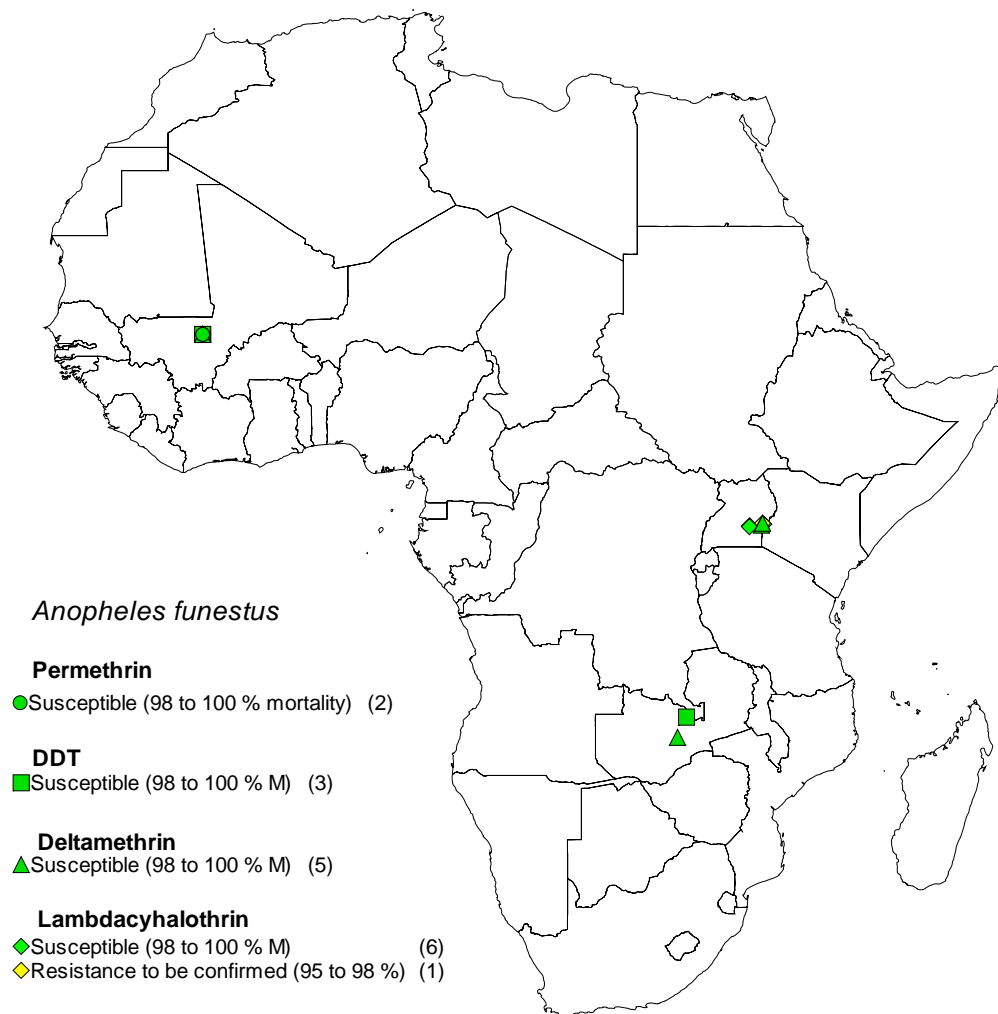 Anopheles funestus
Permethrin
Susceptible (98 to 100 % mortality) (2)
DDT
Susceptible (98 to 100 % M) (3)
Deltamethrin
Susceptible (98 to 100 % M) (5)
Lambdacyhalothrin
Susceptible (98 to 100 % M) (6)
Resistance to be confirmed (95 to 98 %) (1)